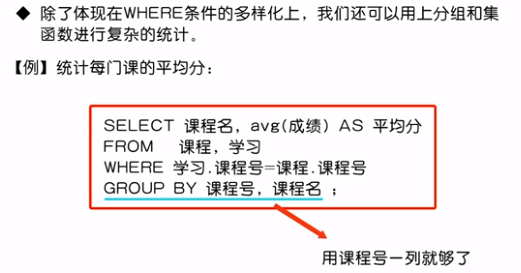 ◆ 除了体现在WHERE条件的多样化上，我们还可以用上分组和集
函数进行复杂的统计。
【例】统计每门课的平均分：
SELECT 课程名，avg(成绩) AS 平均分
FROM 课程，学习
WHERE 学习.课程号=课程.课程号
GROUP BY 课程号，课程名 ；
用课程号一列就够了